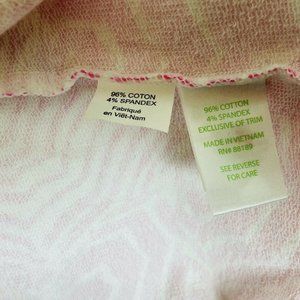 96% COTON
4% SPANDEX
Fabriqué
en Viêt-Nam
96% COTTON
4% SPANDEX
EXCLUSIVE OF TRIM
MADE IN VIETNAM
RN# 88189
SEE REVERSE
FOR CARE